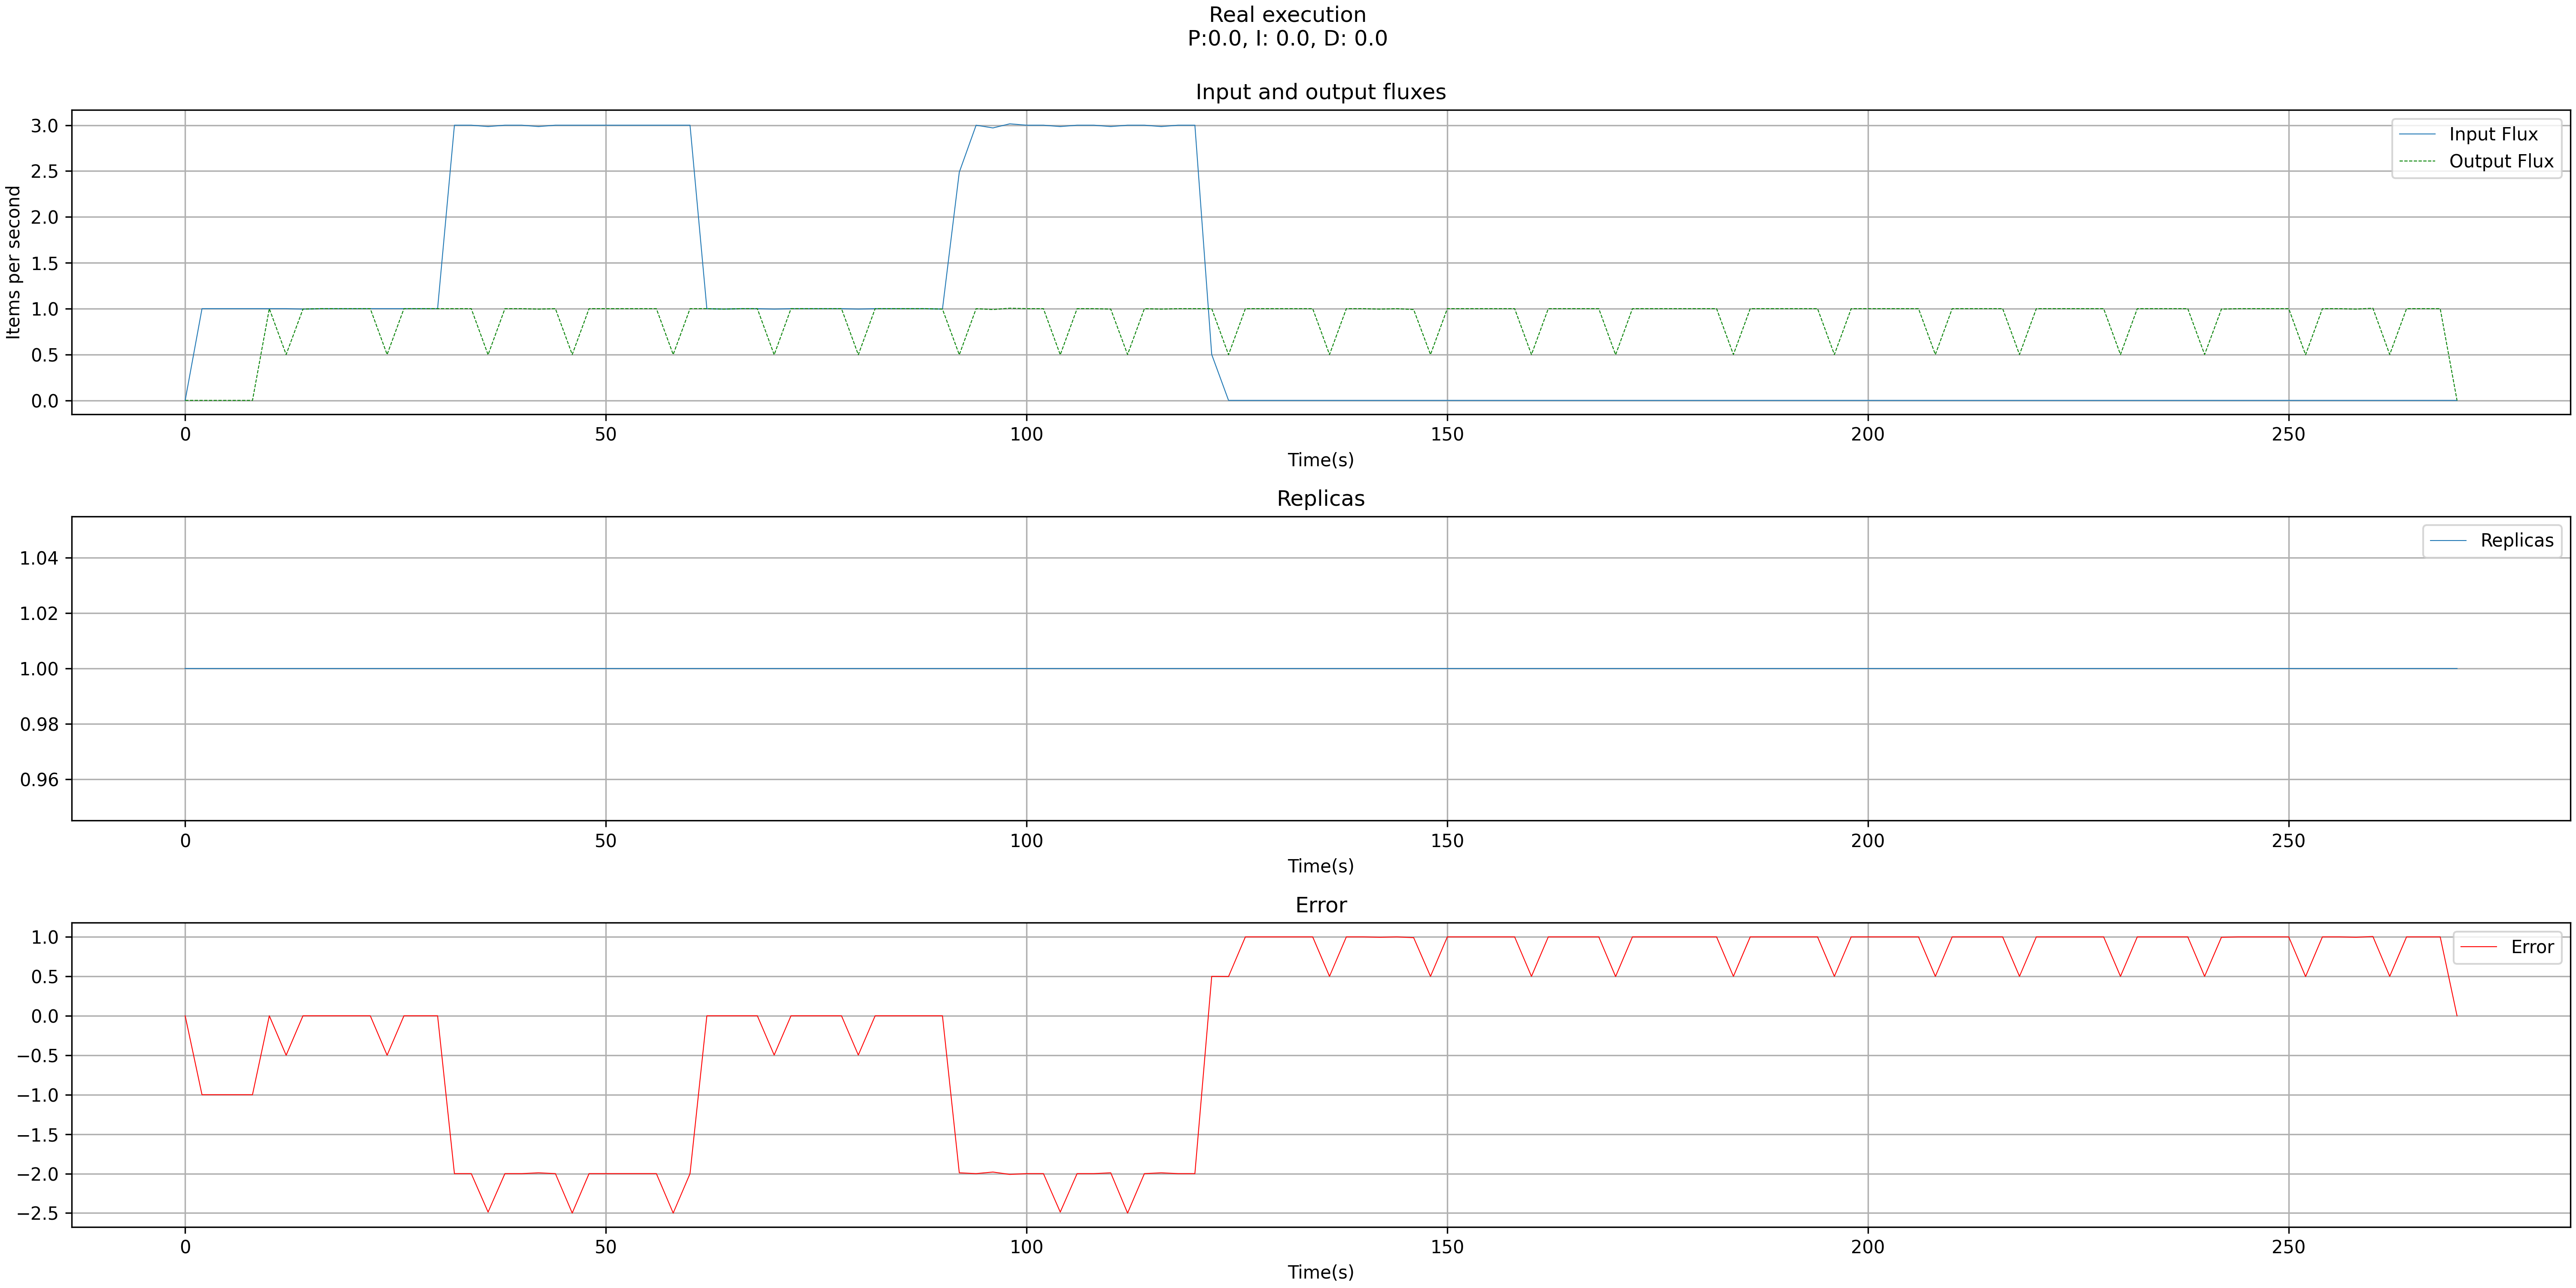 Real execution
P:0.0, I: 0.0, D: 0.0
Input and output fluxes
Items per second
3.0
2.5
2.0
1.5
1.0
0.5
0.0
Input Flux
Output Flux
0 50 100 150 200 250
Time(s)
Replicas
1.04
1.02
1.00
0.98
0.96
Replicas
0 50 100 150 200 250
Time(s)
Error
1.0
0.5
0.0
−0.5
−1.0
−1.5
−2.0
−2.5
Error
0 50 100 150 200 250
Time(s)